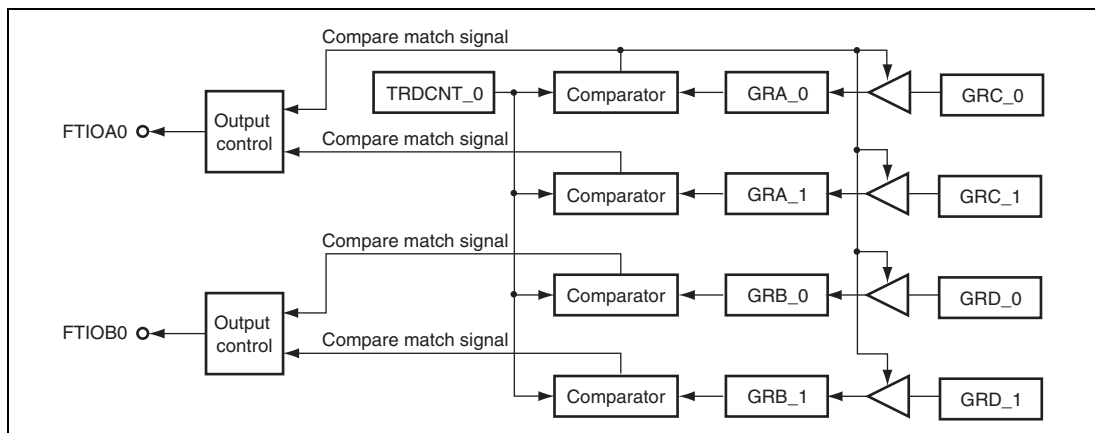 Compare match signal
TRDCNT_0
Comparator
GRA_0
GRC_0
FTIOA0
Output
control
Compare match signal
Comparator
GRA_1
GRC_1
Compare match signal
Comparator
GRB_0
GRD_0
FTIOB0
Output
control
Compare match signal
Comparator
GRB_1
GRD_1